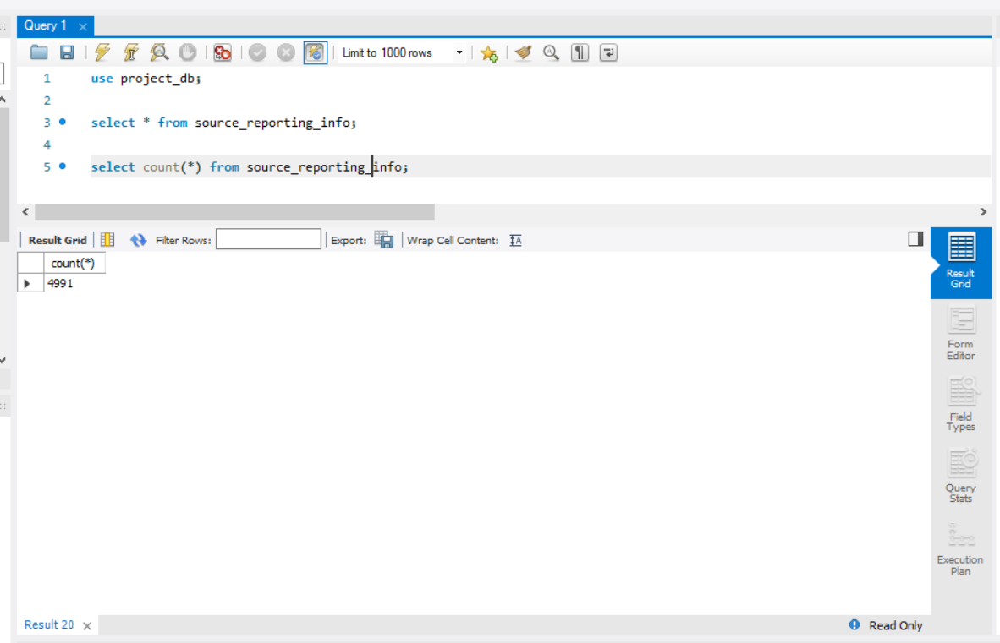 Query 1
Limit to 1000 rows
1 use project_db;
2
3 select * from source_reporting_info;
4
5 select count(*) from source_reporting_info;
Result Grid Filter Rows: Export: Wrap Cell Content:
count(*)
4991
Result
Grid
Form
Editor
Field
Types
Query
Stats
Execution
Plan
Result 20
Read Only